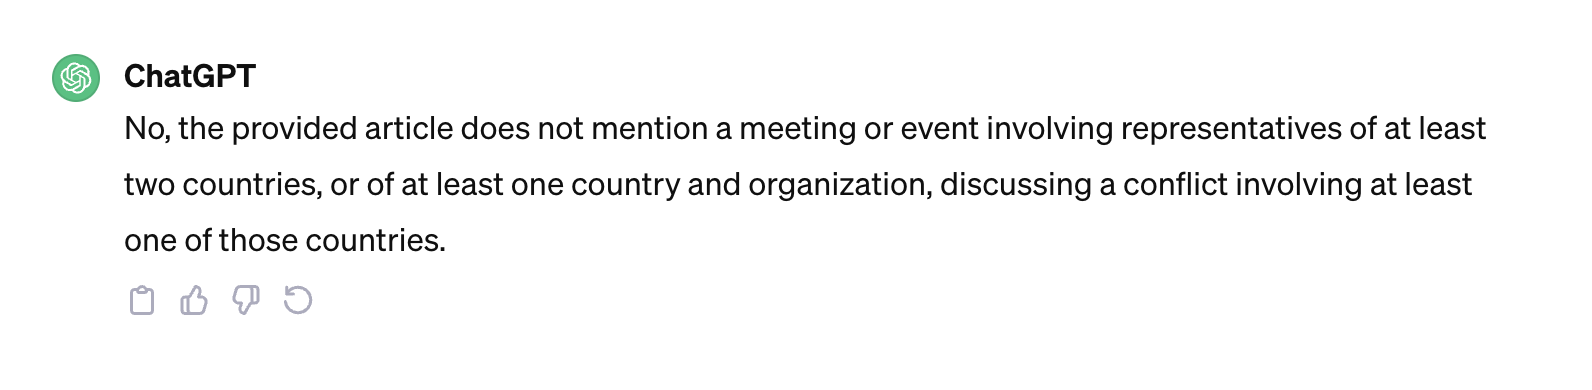 ChatGPT
No, the provided article does not mention a meeting or event involving representatives of at least
two countries, or of at least one country and organization, discussing a conflict involving at least
one of those countries.